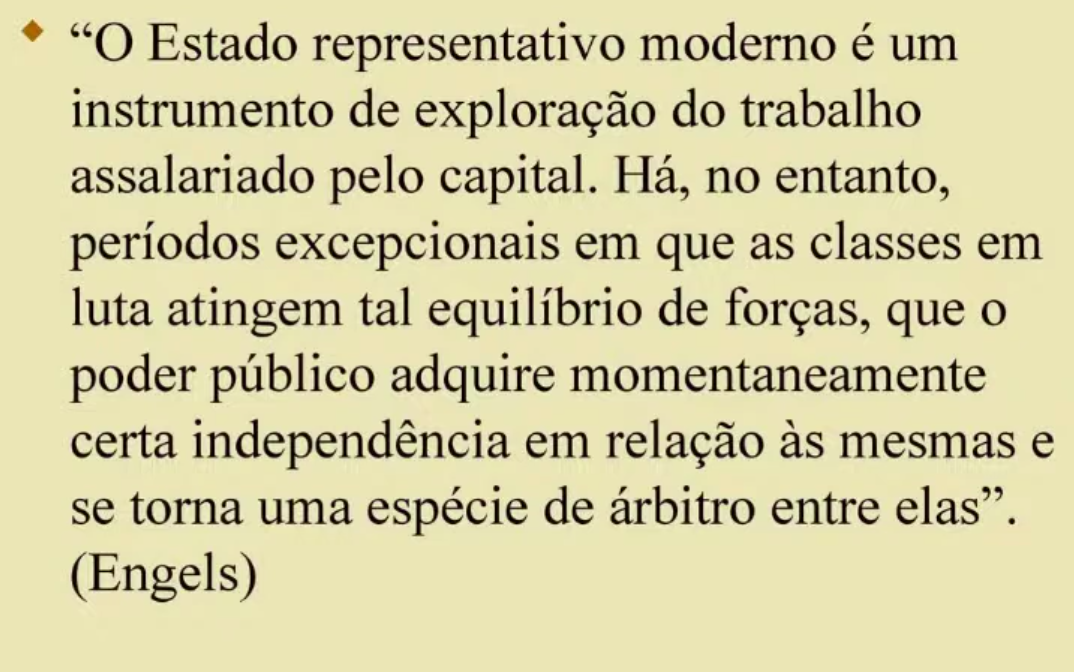 “O Estado representativo moderno é um
instrumento de exploração do trabalho
assalariado pelo capital. Há, no entanto,
períodos excepcionais em que as classes em
luta atingem tal equilíbrio de forças, que o
poder público adquire momentaneamente
certa independência em relação às mesmas e
se torna uma espécie de árbitro entre elas”.
(Engels)